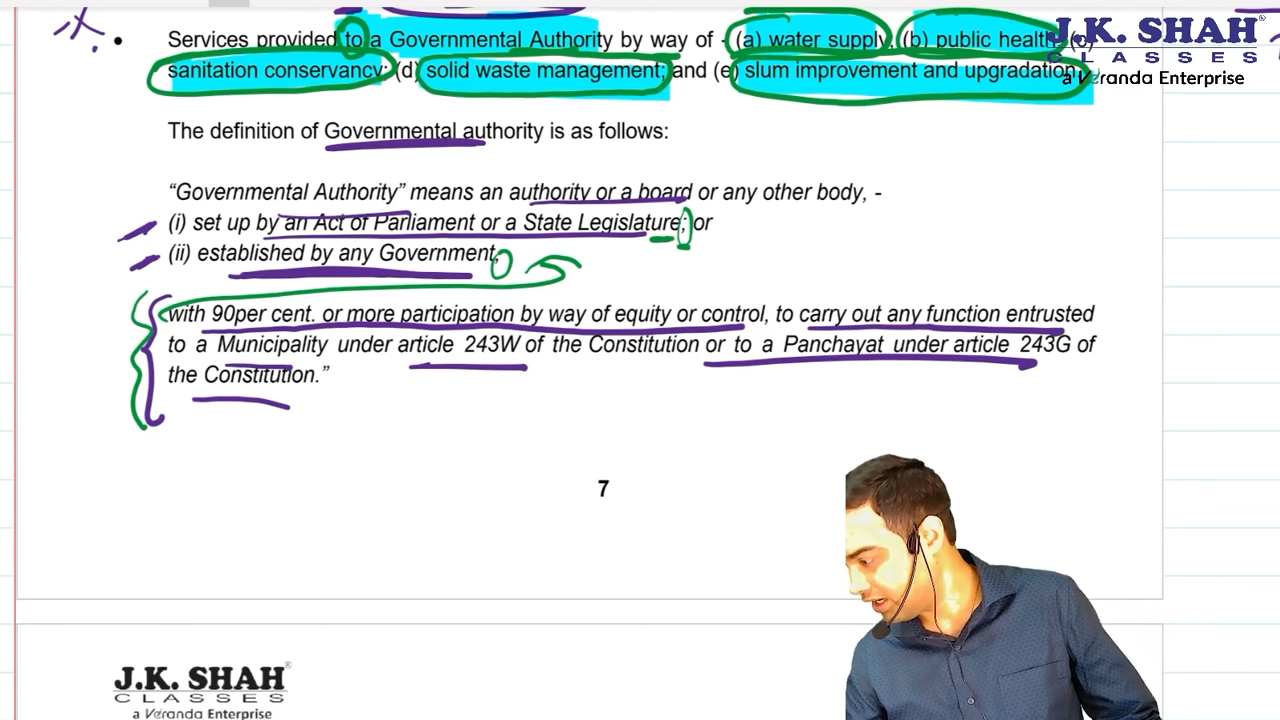 • Services provided to a Governmental Authority by way of - (a) water supply; (b) public health; (c)
sanitation conservancy; (d) solid waste management; and (e) slum improvement and upgradation.
J.K. SHAH®
CLASSES
a Veranda Enterprise
The definition of Governmental authority is as follows:
“Governmental Authority” means an authority or a board or any other body, -
(i) set up by an Act of Parliament or a State Legislature; or
(ii) established by any Government,
with 90per cent. or more participation by way of equity or control, to carry out any function entrusted
to a Municipality under article 243W of the Constitution or to a Panchayat under article 243G of
the Constitution.”
7
J.K. SHAH®
CLASSES
a Veranda Enterprise